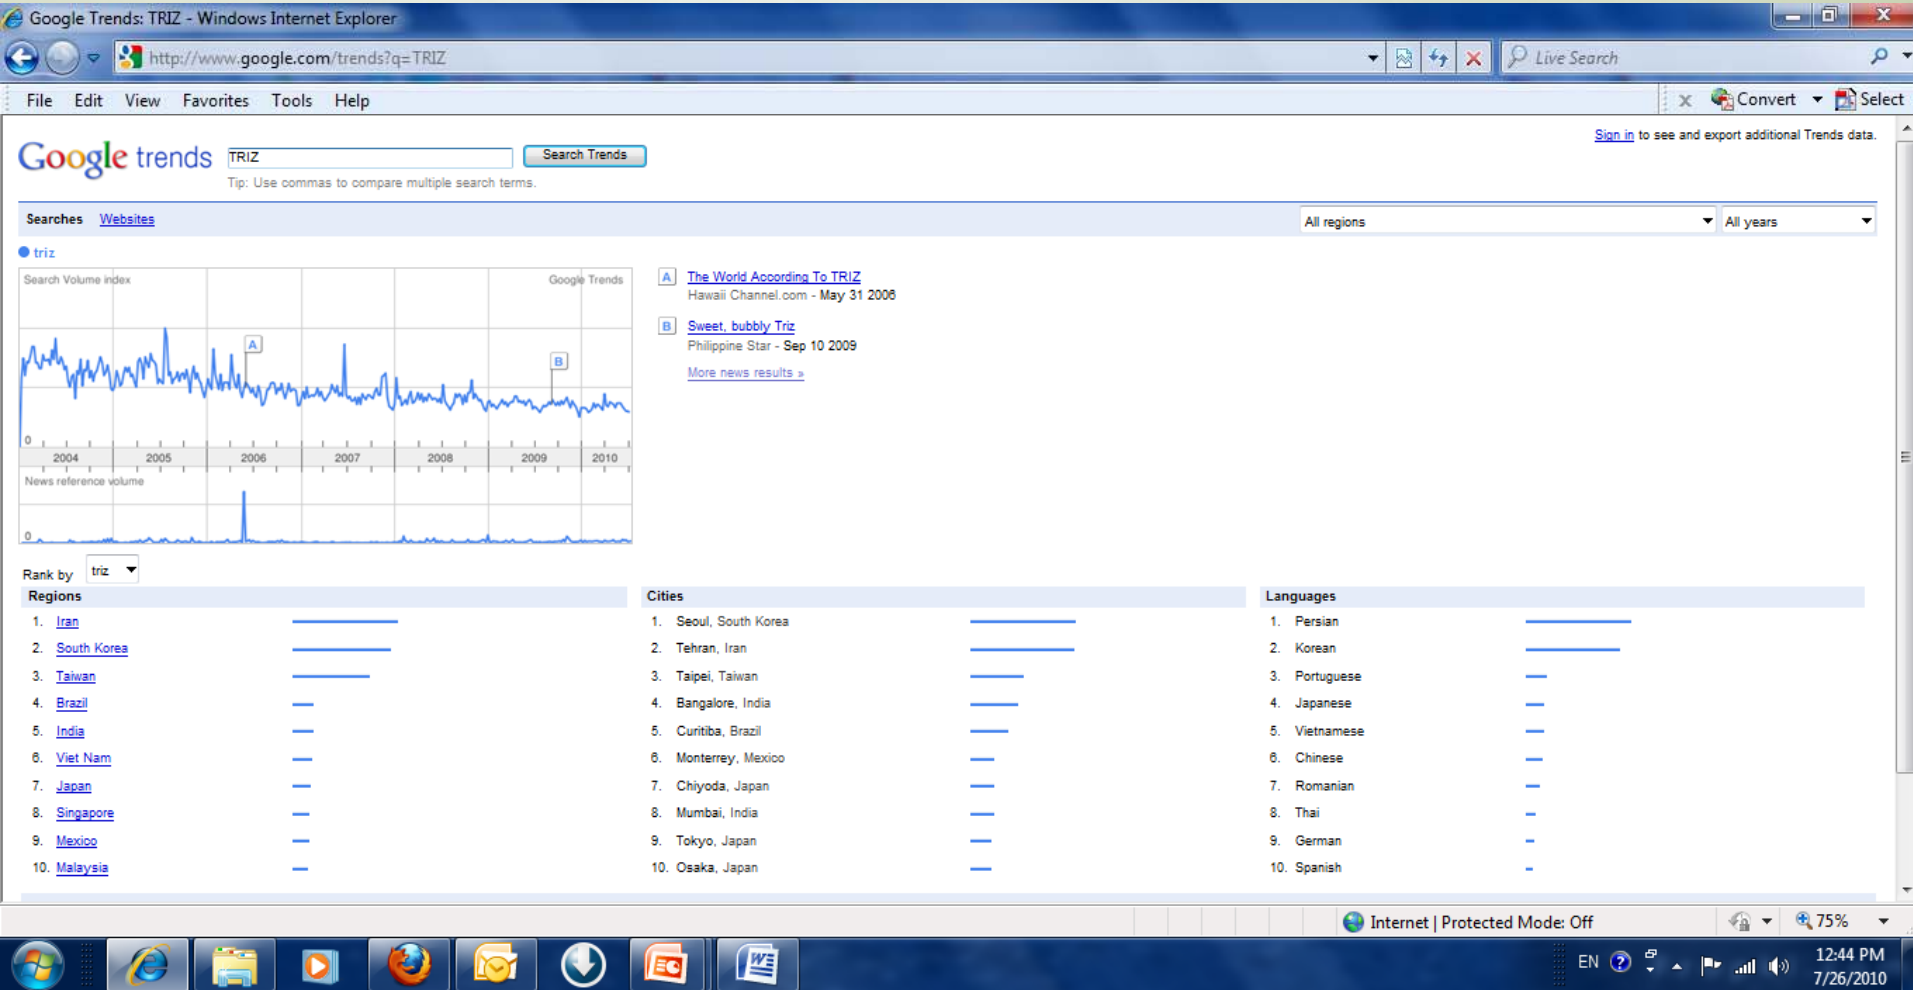 Google Trends: TRIZ - Windows Internet Explorer
http://www.google.com/trends?q=TRIZ
Live Search
File Edit View Favorites Tools Help
x Convert Select
Sign in to see and export additional Trends data.
Google trends TRIZ Search Trends
Tip: Use commas to compare multiple search terms.
Searches Websites All regions All years
triz
Search Volume index Google Trends
A
B
0
2004 2005 2006 2007 2008 2009 2010
News reference volume
0
A The World According To TRIZ
Hawaii Channel.com - May 31 2006
B Sweet, bubbly Triz
Philippine Star - Sep 10 2009
More news results »
Rank by triz
Regions
1. Iran
2. South Korea
3. Taiwan
4. Brazil
5. India
6. Viet Nam
7. Japan
8. Singapore
9. Mexico
10. Malaysia
Cities
1. Seoul, South Korea
2. Tehran, Iran
3. Taipei, Taiwan
4. Bangalore, India
5. Curitiba, Brazil
6. Monterrey, Mexico
7. Chiyoda, Japan
8. Mumbai, India
9. Tokyo, Japan
10. Osaka, Japan
Languages
1. Persian
2. Korean
3. Portuguese
4. Japanese
5. Vietnamese
6. Chinese
7. Romanian
8. Thai
9. German
10. Spanish
Internet | Protected Mode: Off 75%
EN 12:44 PM
7/26/2010